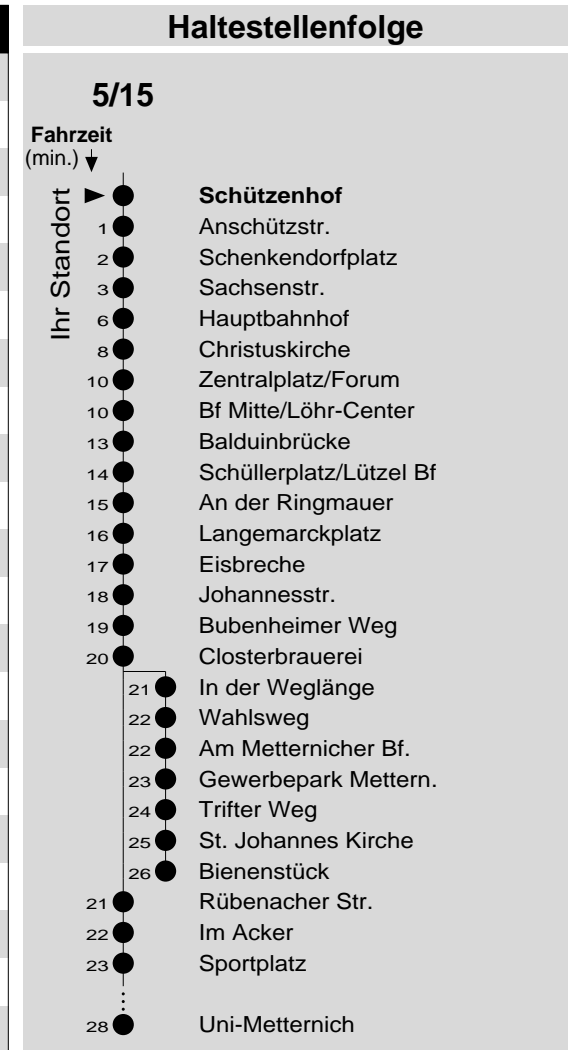 Haltestellenfolge
5/15
Fahrzeit
(min.)
Ihr Standort
Schützenhof
1 Anschützstr.
2 Schenkendorfplatz
3 Sachsenstr.
6 Hauptbahnhof
8 Christuskirche
10 Zentralplatz/Forum
10 Bf Mitte/Löhr-Center
13 Balduinbrücke
14 Schüllerplatz/Lützel Bf
15 An der Ringmauer
16 Langemarckplatz
17 Eisbreche
18 Johannesstr.
19 Bubenheimer Weg
20 Closterbrauerei
21 In der Weglänge
22 Wahlsweg
22 Am Metternicher Bf.
23 Gewerbepark Mettern.
24 Trifter Weg
25 St. Johannes Kirche
26 Bienenstück
21 Rübenacher Str.
22 Im Acker
23 Sportplatz
28 Uni-Metternich